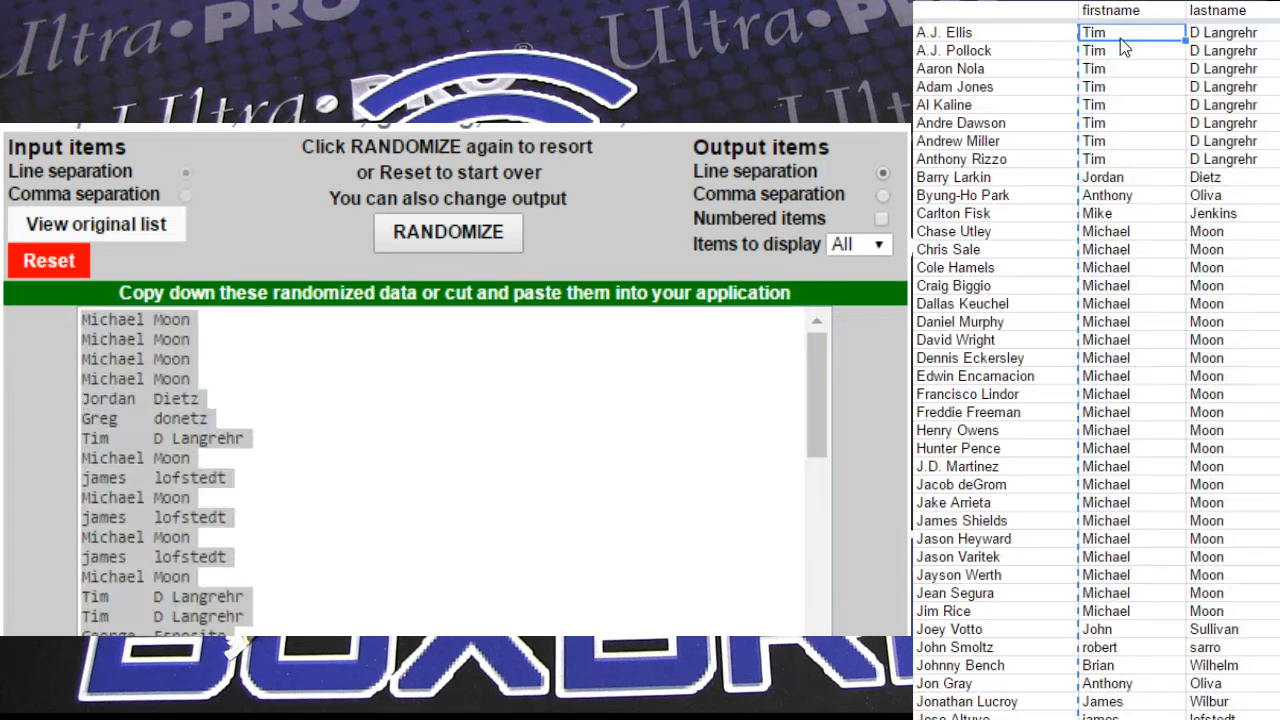 Ultra•PRO
Ultra•PRO
Ultra•PRO
Input items
Line separation
Comma separation
View original list
Reset
Click RANDOMIZE again to resort
or Reset to start over
You can also change output
RANDOMIZE
Output items
Line separation
Comma separation
Numbered items
Items to display All
Copy down these randomized data or cut and paste them into your application
Michael Moon
Michael Moon
Michael Moon
Michael Moon
Jordan Dietz
Greg donetz
Tim D Langrehr
Michael Moon
james lofstedt
Michael Moon
james lofstedt
Michael Moon
james lofstedt
Michael Moon
Tim D Langrehr
Tim D Langrehr
George Esposito
firstname lastname
A.J. Ellis Tim D Langrehr
A.J. Pollock Tim D Langrehr
Aaron Nola Tim D Langrehr
Adam Jones Tim D Langrehr
Al Kaline Tim D Langrehr
Andre Dawson Tim D Langrehr
Andrew Miller Tim D Langrehr
Anthony Rizzo Tim D Langrehr
Barry Larkin Jordan Dietz
Byung-Ho Park Anthony Oliva
Carlton Fisk Mike Jenkins
Chase Utley Michael Moon
Chris Sale Michael Moon
Cole Hamels Michael Moon
Craig Biggio Michael Moon
Dallas Keuchel Michael Moon
Daniel Murphy Michael Moon
David Wright Michael Moon
Dennis Eckersley Michael Moon
Edwin Encarnacion Michael Moon
Francisco Lindor Michael Moon
Freddie Freeman Michael Moon
Henry Owens Michael Moon
Hunter Pence Michael Moon
J.D. Martinez Michael Moon
Jacob deGrom Michael Moon
Jake Arrieta Michael Moon
James Shields Michael Moon
Jason Heyward Michael Moon
Jason Varitek Michael Moon
Jayson Werth Michael Moon
Jean Segura Michael Moon
Jim Rice Michael Moon
Joey Votto John Sullivan
John Smoltz robert sarro
Johnny Bench Brian Wilhelm
Jon Gray Anthony Oliva
Jonathan Lucroy James Wilbur
Jose Altuve james lofstedt